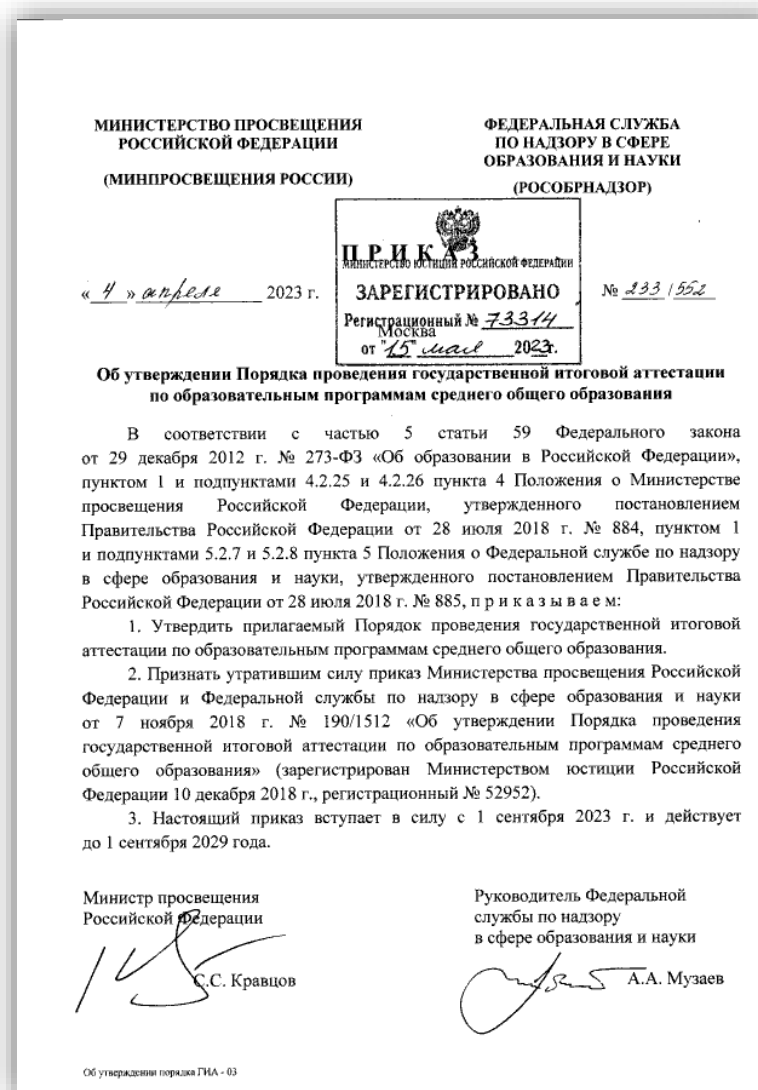 МИНИСТЕРСТВО ПРОСВЕЩЕНИЯ
РОССИЙСКОЙ ФЕДЕРАЦИИ
(МИНПРОСВЕЩЕНИЯ РОССИИ)
ФЕДЕРАЛЬНАЯ СЛУЖБА
ПО НАДЗОРУ В СФЕРЕ
ОБРАЗОВАНИЯ И НАУКИ
(РОСОБРНАДЗОР)
П Р И К А З
МИНИСТЕРСТВО ЮСТИЦИИ РОССИЙСКОЙ ФЕДЕРАЦИИ
ЗАРЕГИСТРИРОВАНО
Регистрационный № 73314
от "15" мая 2023г.
« 4 » апреля 2023 г.
Москва
№ 233/552
Об утверждении Порядка проведения государственной итоговой аттестации
по образовательным программам среднего общего образования
В соответствии с частью 5 статьи 59 Федерального закона
от 29 декабря 2012 г. № 273-ФЗ «Об образовании в Российской Федерации»,
пунктом 1 и подпунктами 4.2.25 и 4.2.26 пункта 4 Положения о Министерстве
просвещения Российской Федерации, утвержденного постановлением
Правительства Российской Федерации от 28 июля 2018 г. № 884, пунктом 1
и подпунктами 5.2.7 и 5.2.8 пункта 5 Положения о Федеральной службе по надзору
в сфере образования и науки, утвержденного постановлением Правительства
Российской Федерации от 28 июля 2018 г. № 885, п р и к а з ы в а е м:
1. Утвердить прилагаемый Порядок проведения государственной итоговой
аттестации по образовательным программам среднего общего образования.
2. Признать утратившим силу приказ Министерства просвещения Российской
Федерации и Федеральной службы по надзору в сфере образования и науки
от 7 ноября 2018 г. № 190/1512 «Об утверждении Порядка проведения
государственной итоговой аттестации по образовательным программам среднего
общего образования» (зарегистрирован Министерством юстиции Российской
Федерации 10 декабря 2018 г., регистрационный № 52952).
3. Настоящий приказ вступает в силу с 1 сентября 2023 г. и действует
до 1 сентября 2029 года.
Министр просвещения
Российской Федерации
С.С. Кравцов
Руководитель Федеральной
службы по надзору
в сфере образования и науки
А.А. Музаев
Об утверждении порядка ГИА - 03